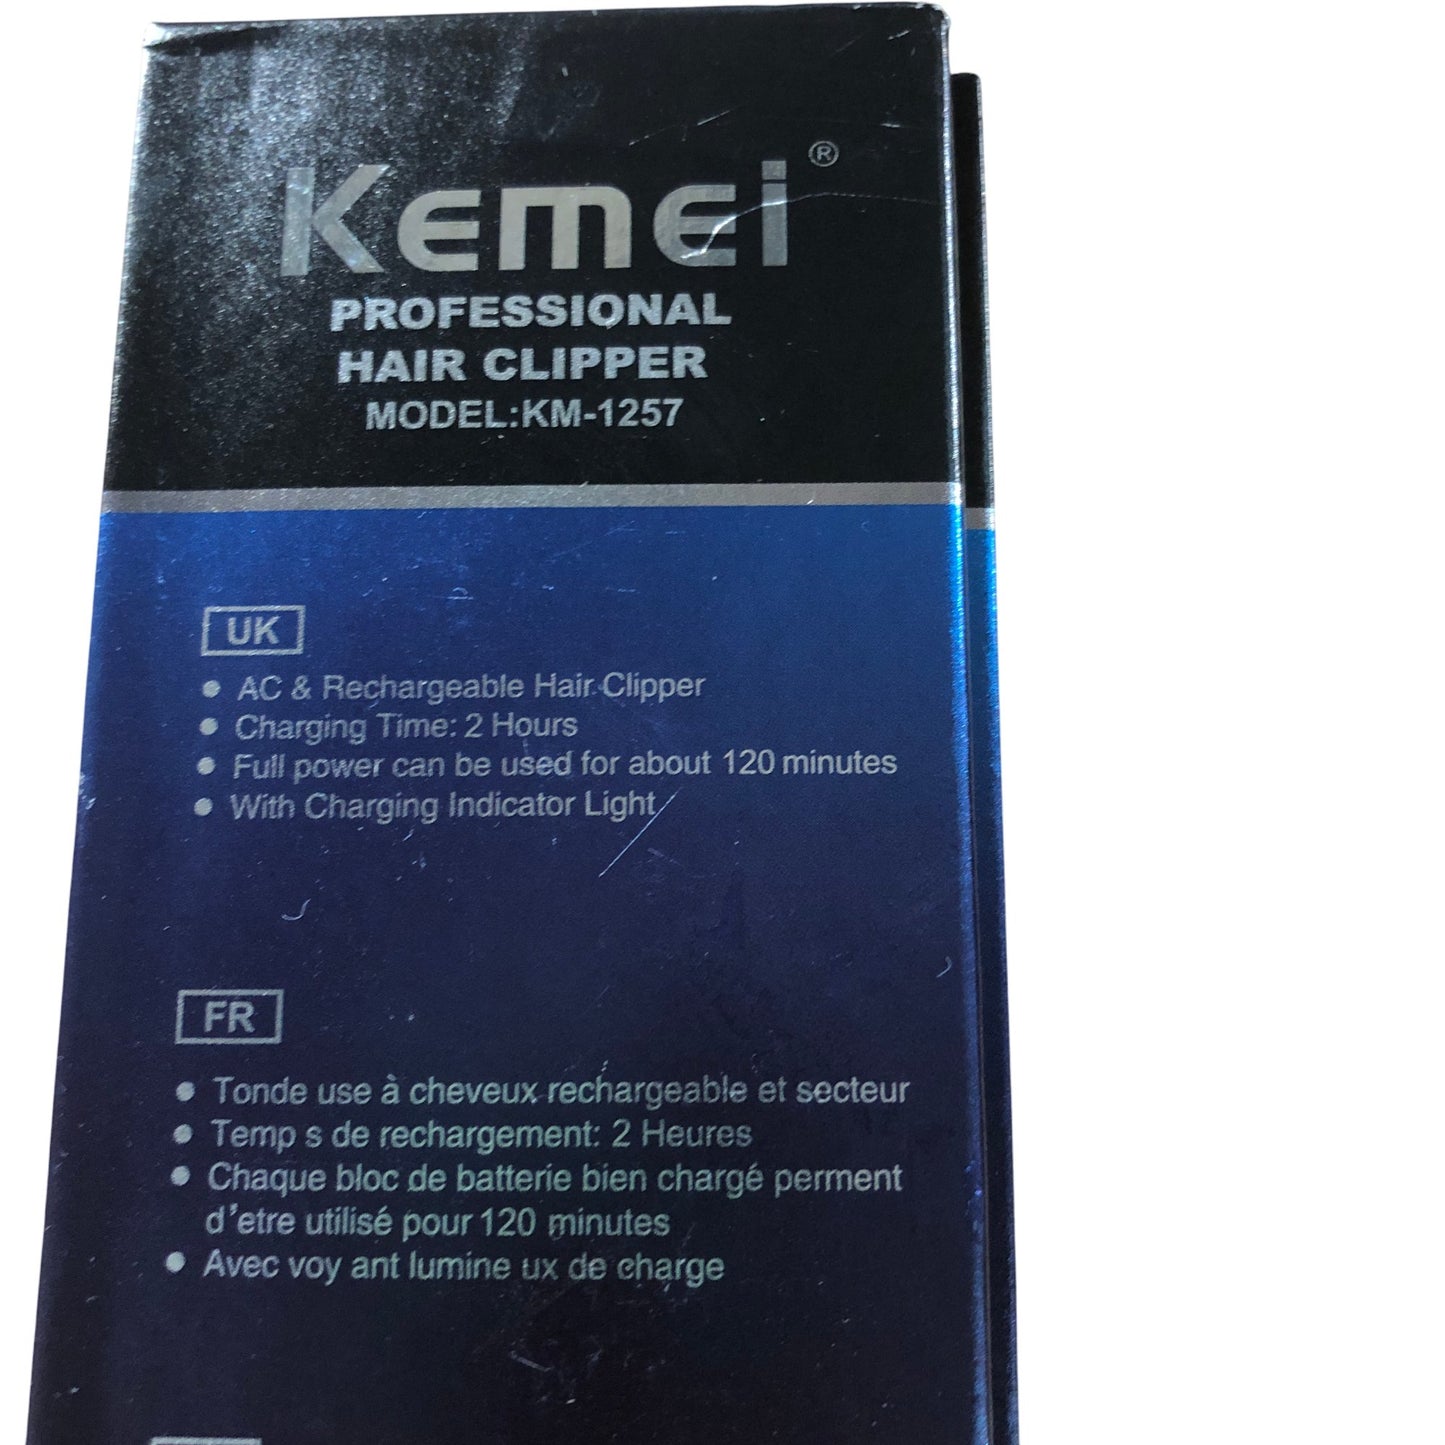 Kemei®
PROFESSIONAL
HAIR CLIPPER
MODEL:KM-1257
UK
● AC & Rechargeable Hair Clipper
● Charging Time: 2 Hours
● Full power can be used for about 120 minutes
● With Charging Indicator Light
FR
● Tonde use à cheveux rechargeable et secteur
● Temp s de rechargement: 2 Heures
● Chaque bloc de batterie bien chargé perment
d'etre utilisé pour 120 minutes
● Avec voy ant lumine ux de charge